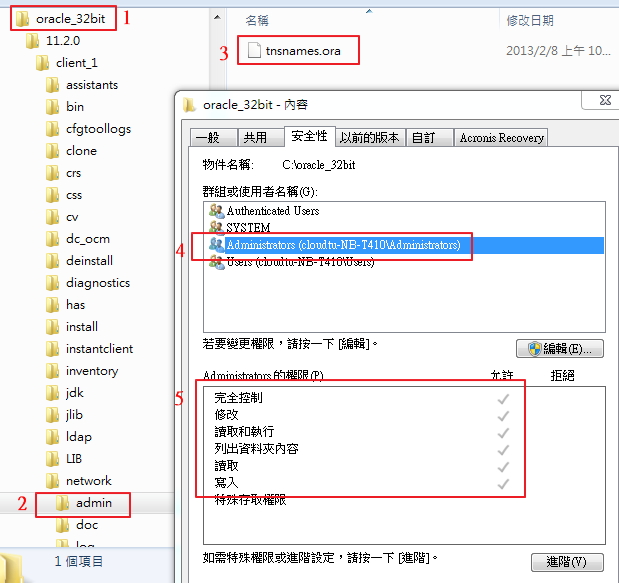 oracle_32bit 1
11.2.0
client_1
assistants
bin
cfgtoollogs
clone
crs
css
cv
dc_ocm
deinstall
diagnostics
has
install
instantclient
inventory
jdk
jlib
ldap
LIB
network
2 admin
doc
log
1 個項目
名稱 修改日期
3 tnsnames.ora 2013/2/8 上午 10...
oracle_32bit - 內容
一般 共用 安全性 以前的版本 自訂 Acronis Recovery
物件名稱: C:\oracle_32bit
群組或使用者名稱(G):
Authenticated Users
SYSTEM
4 Administrators (cloudtu-NB-T410\Administrators)
Users (cloudtu-NB-T410\Users)
若要變更權限，請按一下 [編輯]。
編輯(E)...
Administrators 的權限(P) 允許 拒絕
5 完全控制
修改
讀取和執行
列出資料夾內容
讀取
寫入
特殊存取權限
如需特殊權限或進階設定，請按一下 [進階]。
進階(V)